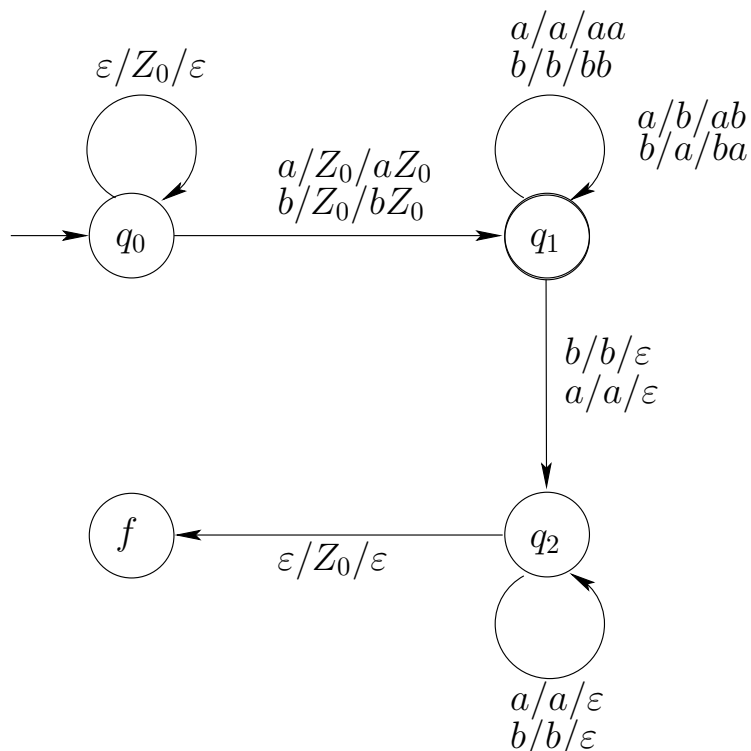 a/a/aa
b/b/bb
ε/Z₀/ε
a/b/ab
b/a/ba
a/Z₀/aZ₀
b/Z₀/bZ₀
q₀
q₁
b/b/ε
a/a/ε
f
q₂
ε/Z₀/ε
a/a/ε
b/b/ε